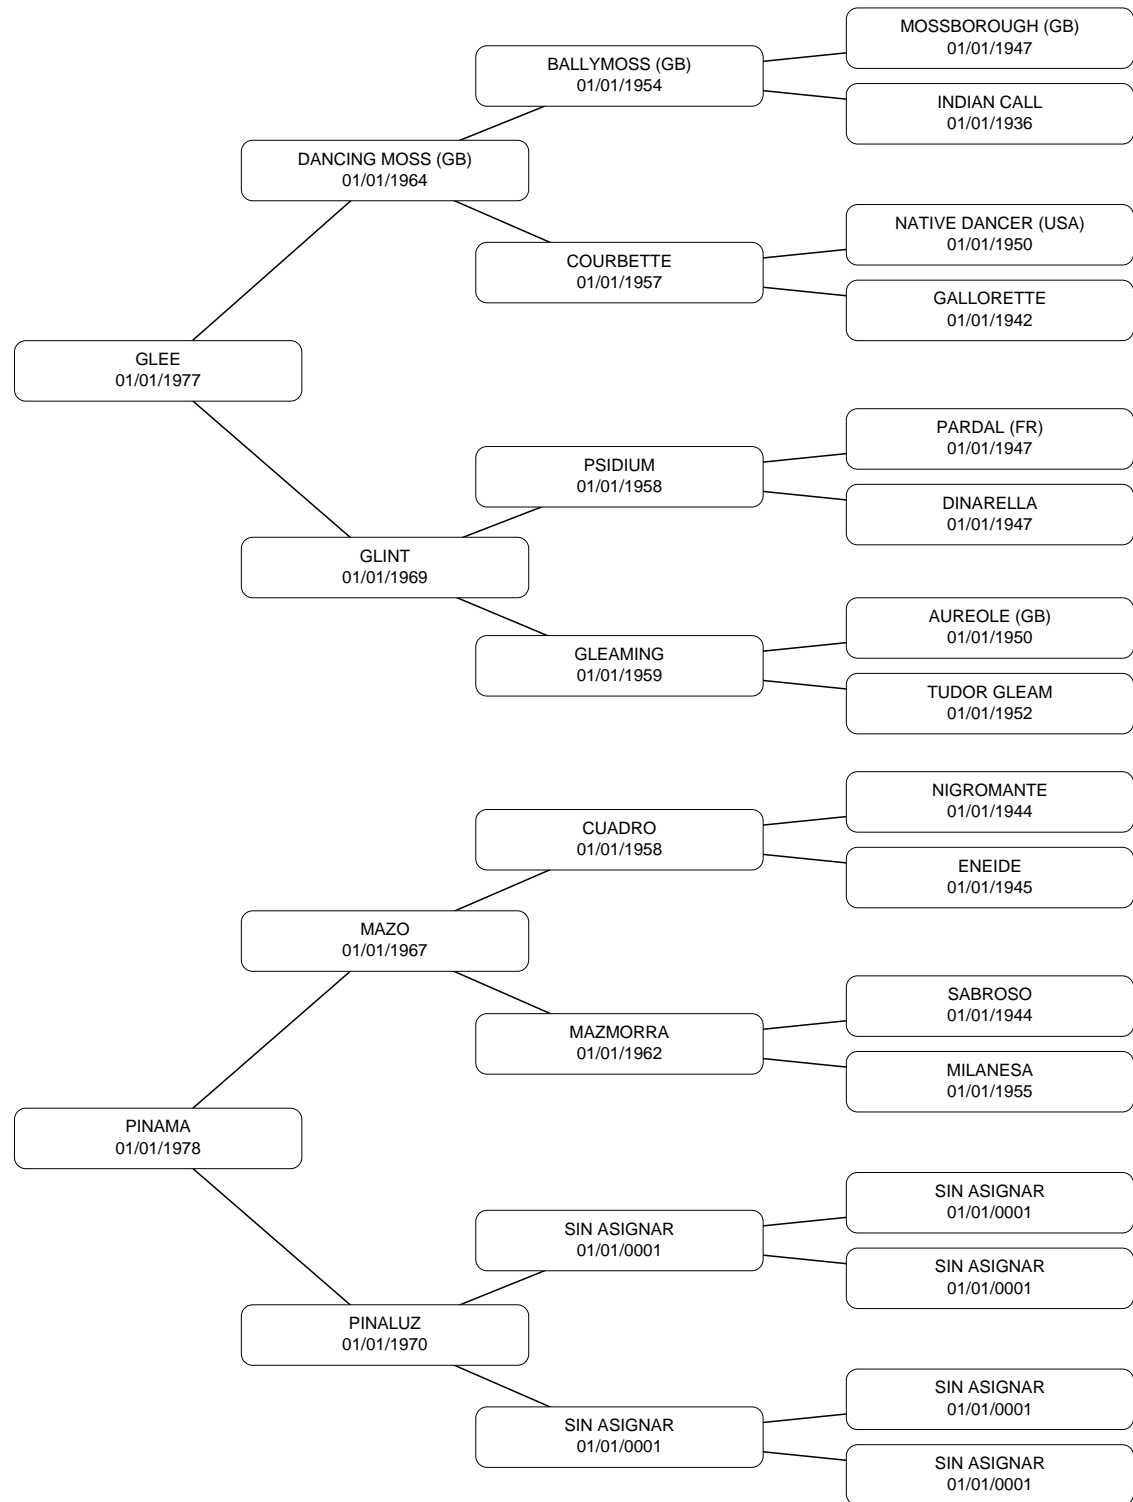 MOSSBOROUGH (GB)
01/01/1947
BALLYMOSS (GB)
01/01/1954
INDIAN CALL
01/01/1936
DANCING MOSS (GB)
01/01/1964
NATIVE DANCER (USA)
01/01/1950
COURBETTE
01/01/1957
GALLORETTE
01/01/1942
GLEE
01/01/1977
PARDAL (FR)
01/01/1947
PSIDIUM
01/01/1958
DINARELLA
01/01/1947
GLINT
01/01/1969
AUREOLE (GB)
01/01/1950
GLEAMING
01/01/1959
TUDOR GLEAM
01/01/1952
NIGROMANTE
01/01/1944
CUADRO
01/01/1958
ENEIDE
01/01/1945
MAZO
01/01/1967
SABROSO
01/01/1944
MAZMORRA
01/01/1962
MILANESA
01/01/1955
PINAMA
01/01/1978
SIN ASIGNAR
01/01/0001
SIN ASIGNAR
01/01/0001
SIN ASIGNAR
01/01/0001
PINALUZ
01/01/1970
SIN ASIGNAR
01/01/0001
SIN ASIGNAR
01/01/0001
SIN ASIGNAR
01/01/0001